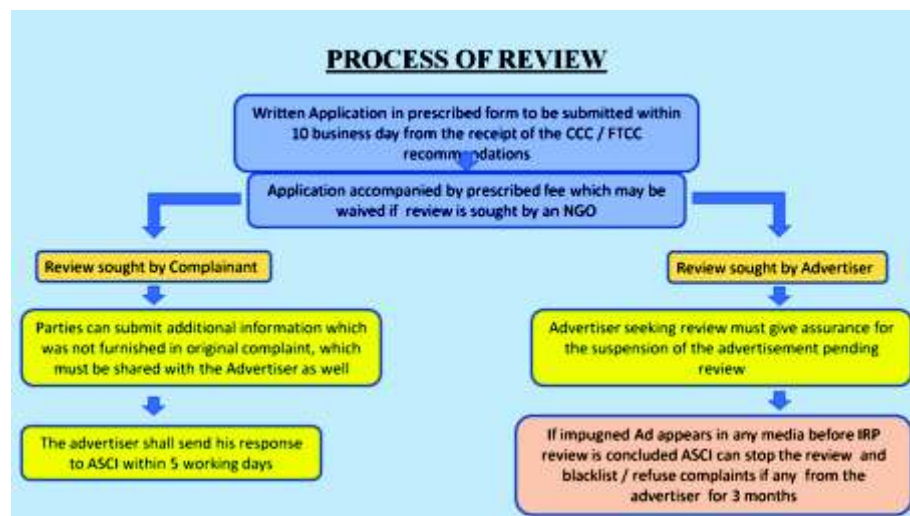 PROCESS OF REVIEW
Written Application in prescribed form to be submitted within
10 business day from the receipt of the CCC / FTCC
recommendations
Application accompanied by prescribed fee which may be
waived if review is sought by an NGO
Review sought by Complainant
Review sought by Advertiser
Parties can submit additional information which
was not furnished in original complaint, which
must be shared with the Advertiser as well
Advertiser seeking review must give assurance for
the suspension of the advertisement pending
review
The advertiser shall send his response
to ASCI within 5 working days
If impugned Ad appears in any media before IRP
review is concluded ASCI can stop the review and
blacklist / refuse complaints if any from the
advertiser for 3 months